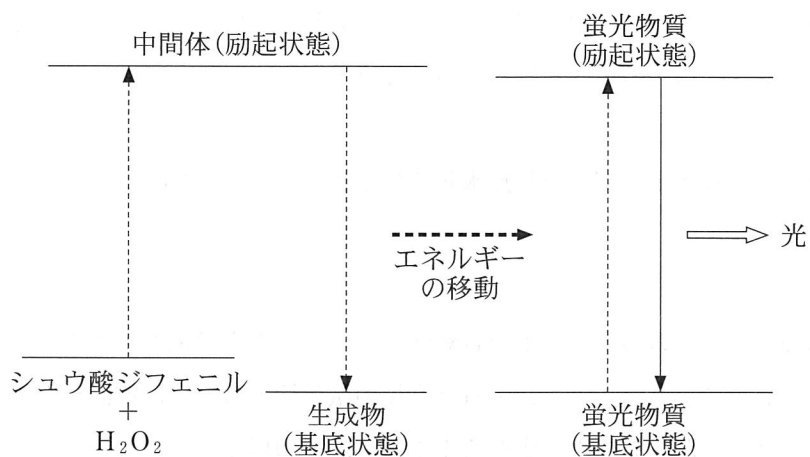 中間体(励起状態)
蛍光物質
(励起状態)
エネルギー
の移動
光
シュウ酸ジフェニル
+
H₂O₂
生成物
(基底状態)
蛍光物質
(基底状態)